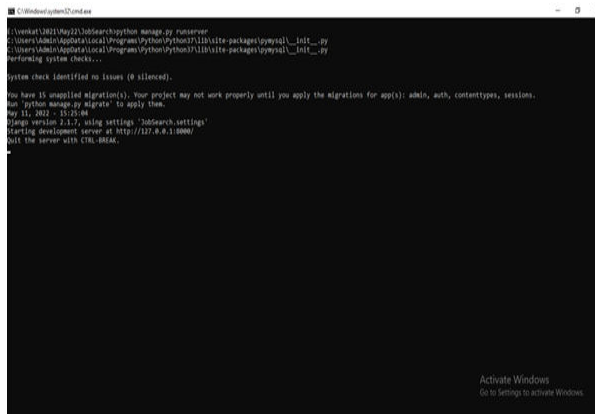 C:\Windows\system32\cmd.exe
E:\venkat\2021\May22\JobSearch>python manage.py runserver
C:\Users\Admin\AppData\Local\Programs\Python\Python37\lib\site-packages\pymysql\__init__.py
C:\Users\Admin\AppData\Local\Programs\Python\Python37\lib\site-packages\pymysql\__init__.py
Performing system checks...
System check identified no issues (0 silenced).
You have 15 unapplied migration(s). Your project may not work properly until you apply the migrations for app(s): admin, auth, contenttypes, sessions.
Run 'python manage.py migrate' to apply them.
May 11, 2022 - 15:25:04
Django version 2.1.7, using settings 'JobSearch.settings'
Starting development server at http://127.0.0.1:8000/
Quit the server with CTRL-BREAK.
Activate Windows
Go to Settings to activate Windows.